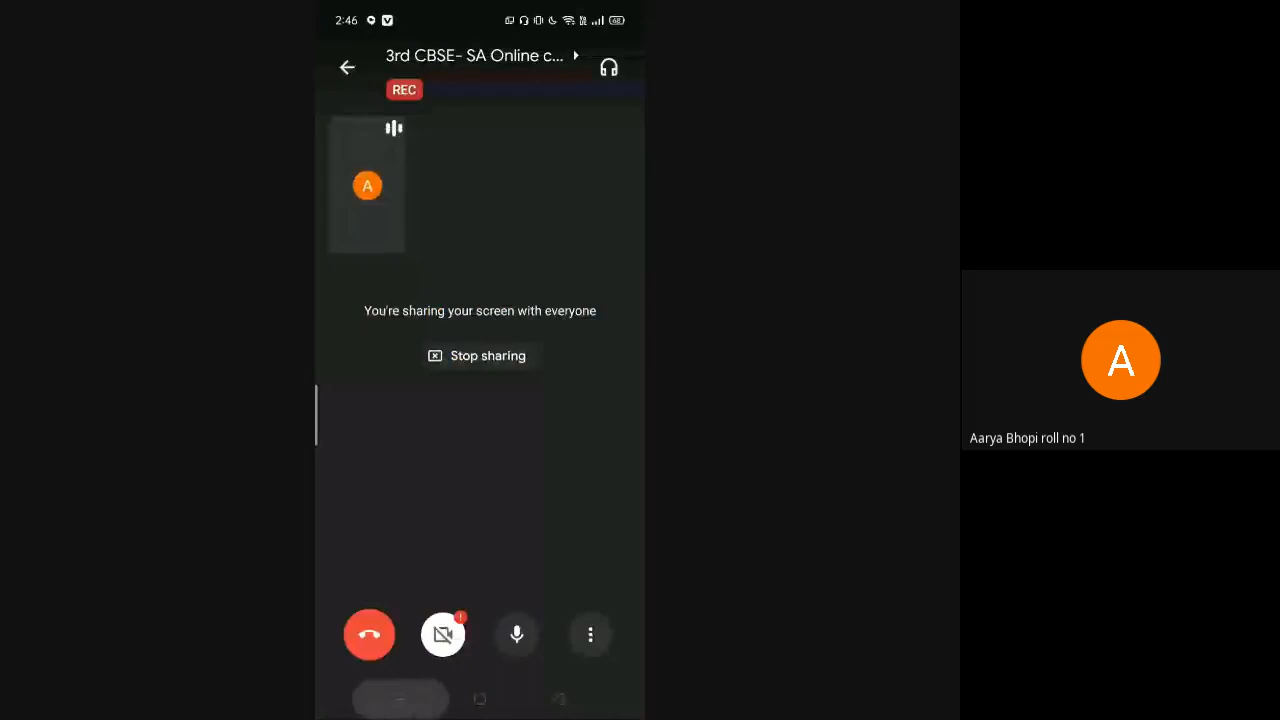 2:46
68
3rd CBSE- SA Online c...
REC
A
You're sharing your screen with everyone
Stop sharing
A
Aarya Bhopi roll no 1